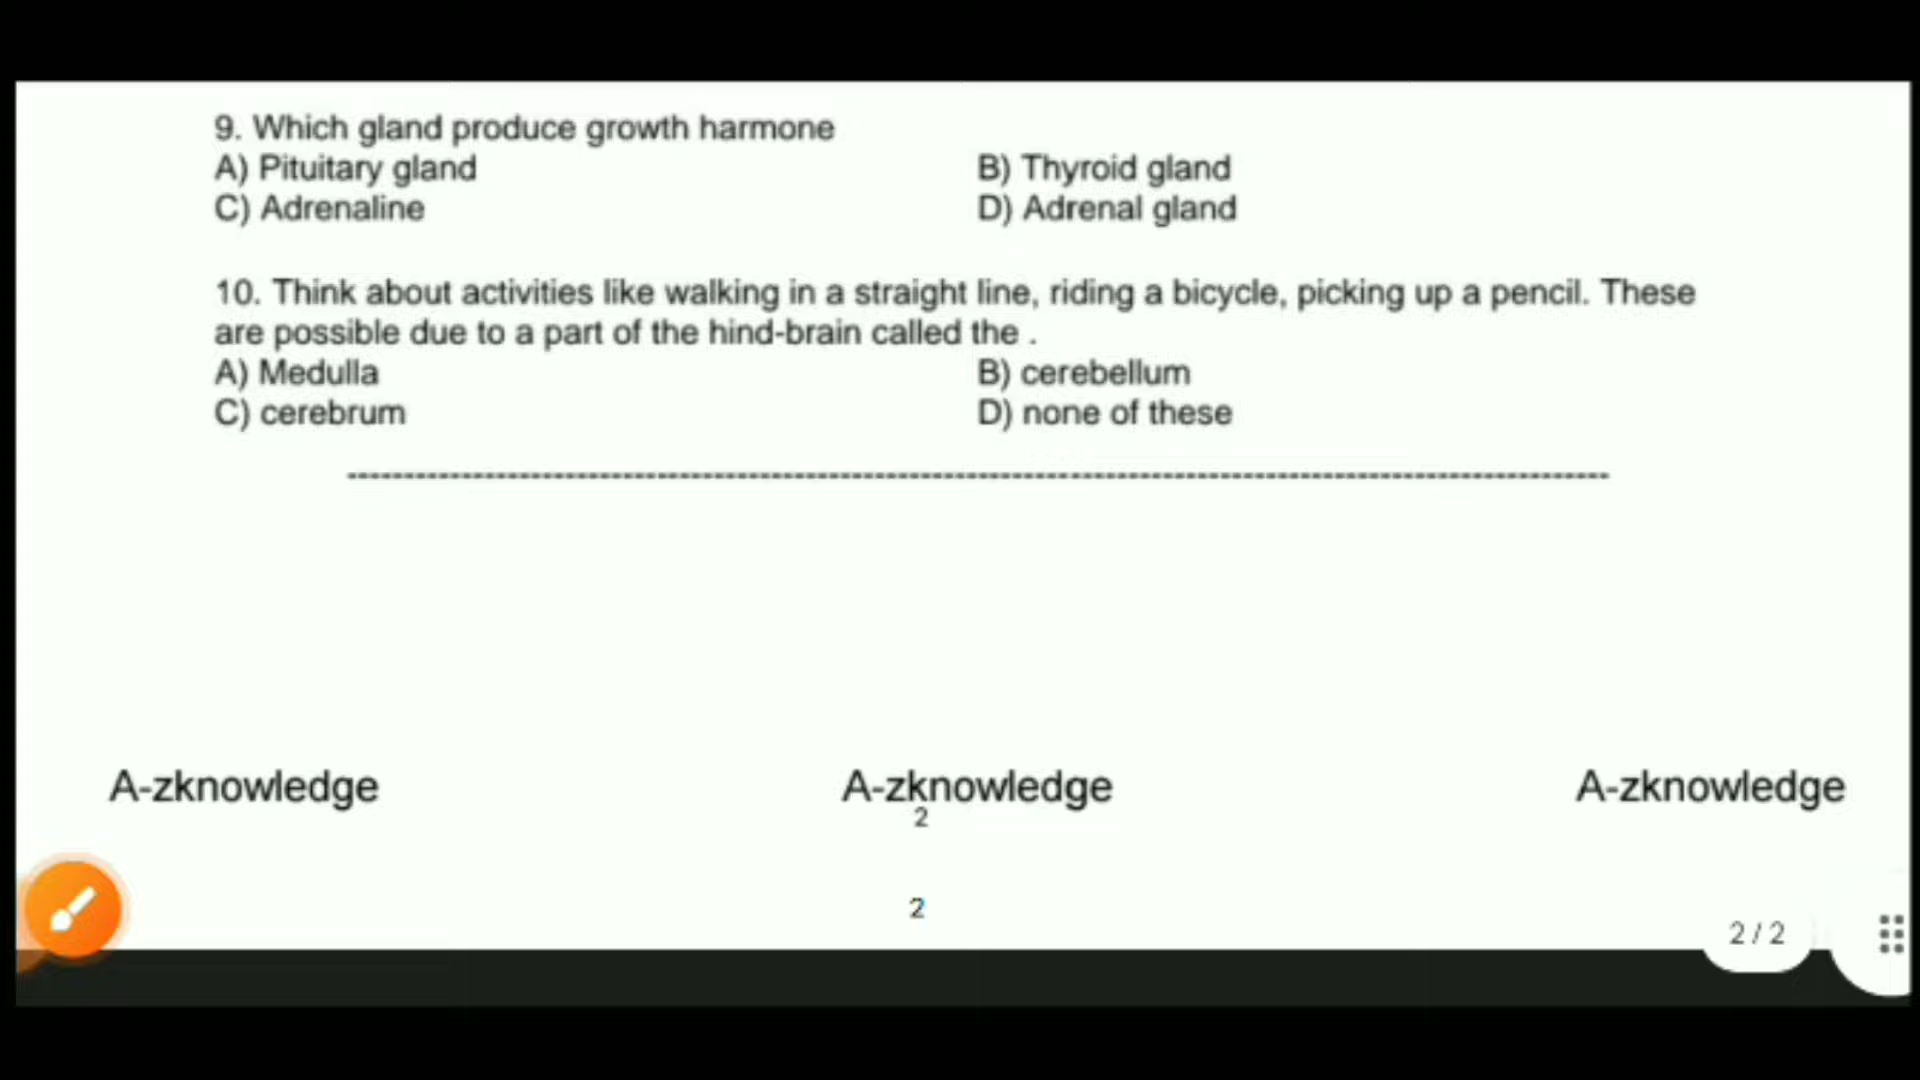 9. Which gland produce growth harmone
A) Pituitary gland B) Thyroid gland
C) Adrenaline D) Adrenal gland
10. Think about activities like walking in a straight line, riding a bicycle, picking up a pencil. These
are possible due to a part of the hind-brain called the .
A) Medulla B) cerebellum
C) cerebrum D) none of these
--------------------------------------------------------------------------------
A-zknowledge A-zknowledge A-zknowledge
2
2
2 / 2